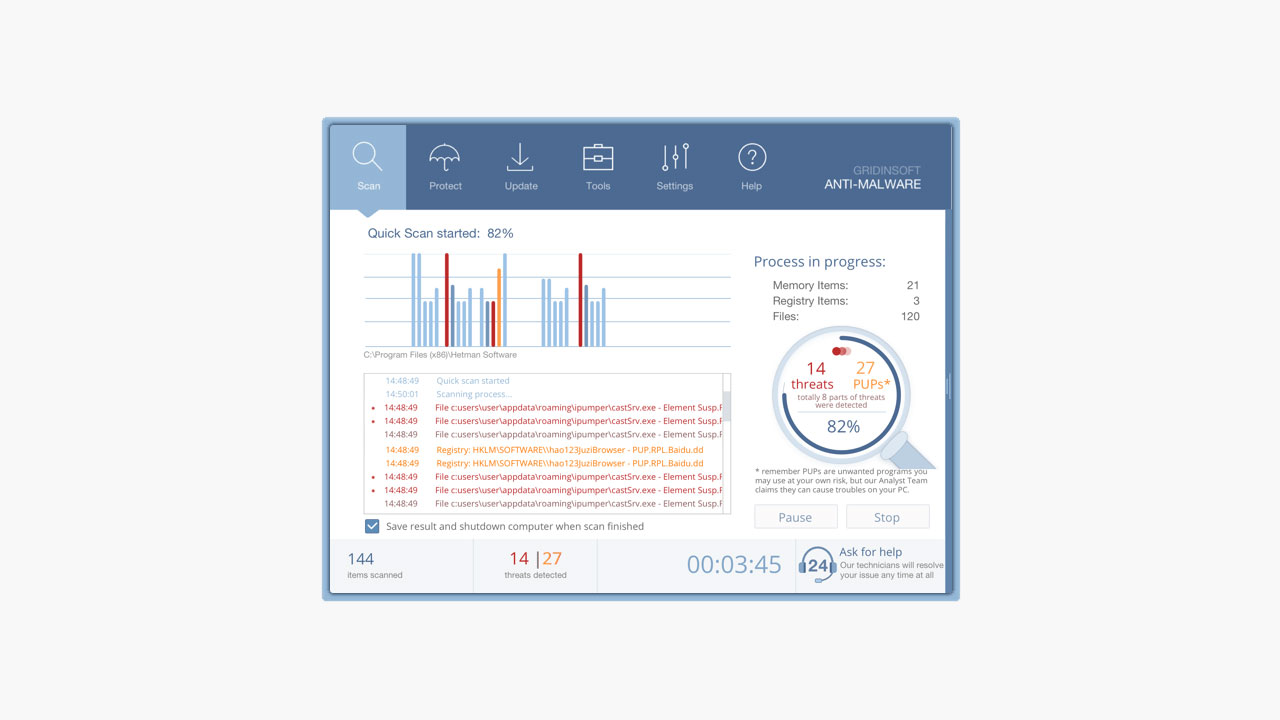 Scan
Protect
Update
Tools
Settings
Help
GRIDINSOFT
ANTI-MALWARE
Quick Scan started: 82%
C:\Program Files (x86)\Hetman Software
14:48:49 Quick scan started
14:50:01 Scanning process...
14:48:49 File c:users\user\appdata\roaming\ipumper\castSrv.exe - Element Susp.F
14:48:49 File c:users\user\appdata\roaming\ipumper\castSrv.exe - Element Susp.F
14:48:49 File c:users\user\appdata\roaming\ipumper\castSrv.exe - Element Susp.F
14:48:49 Registry: HKLM\SOFTWARE\\hao123JuziBrowser - PUP.RPL.Baidu.dd
14:48:49 Registry: HKLM\SOFTWARE\\hao123JuziBrowser - PUP.RPL.Baidu.dd
14:48:49 File c:users\user\appdata\roaming\ipumper\castSrv.exe - Element Susp.F
14:48:49 File c:users\user\appdata\roaming\ipumper\castSrv.exe - Element Susp.F
14:48:49 File c:users\user\appdata\roaming\ipumper\castSrv.exe - Element Susp.F
Save result and shutdown computer when scan finished
Process in progress:
Memory Items: 21
Registry Items: 3
Files: 120
14 27
threats PUPs*
totally 8 parts of threats
were detected
82%
* remember PUPs are unwanted programs you
may use at your own risk, but our Analyst Team
claims they can cause troubles on your PC.
Pause
Stop
144
items scanned
14 |27
threats detected
00:03:45
24
Ask for help
Our technicians will resolve
your issue any time at all